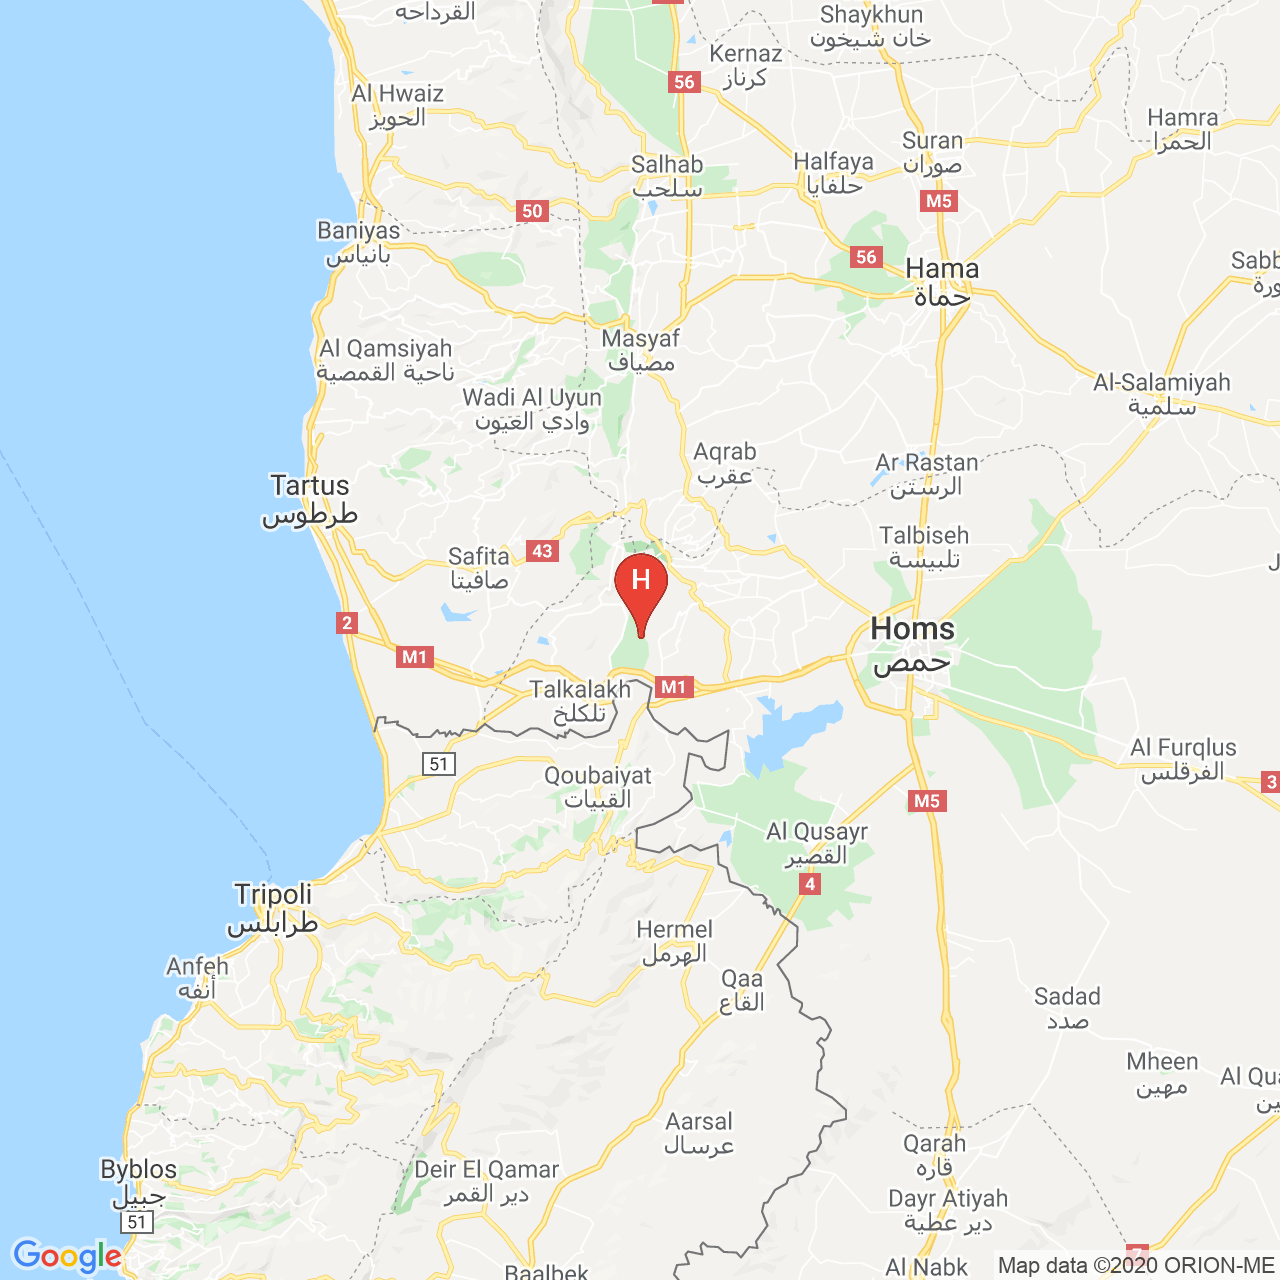 القرداحه
Shaykhun
خان شيخون
Kernaz
كرناز
56
Al Hwaiz
الحويز
Hamra
الحمرا
Suran
صوران
Salhab
سلحب
Halfaya
حلفايا
M5
50
Baniyas
بانياس
56
Hama
حماة
Sabb
ورة
Masyaf
مصياف
Al Qamsiyah
ناحية القمصية
Al-Salamiyah
سلمية
Wadi Al Uyun
وادي العيون
Aqrab
عقرب
Ar Rastan
الرستن
Tartus
طرطوس
Talbiseh
تلبيسة
43
Safita
صافيتا
H
2
Homs
حمص
M1
M1
Talkalakh
تلكلخ
51
Al Furqlus
الفرقلس
Qoubaiyat
القبيات
3
M5
Al Qusayr
القصير
4
Tripoli
طرابلس
Hermel
الهرمل
Anfeh
أنفه
Qaa
القاع
Sadad
صدد
Mheen
مهين
Al Qua
ين
Aarsal
عرسال
Qarah
قاره
Byblos
جبيل
Deir El Qamar
دير القمر
Dayr Atiyah
دير عطية
51
7
Google
Baalbek
Al Nabk
Map data ©2020 ORION-ME